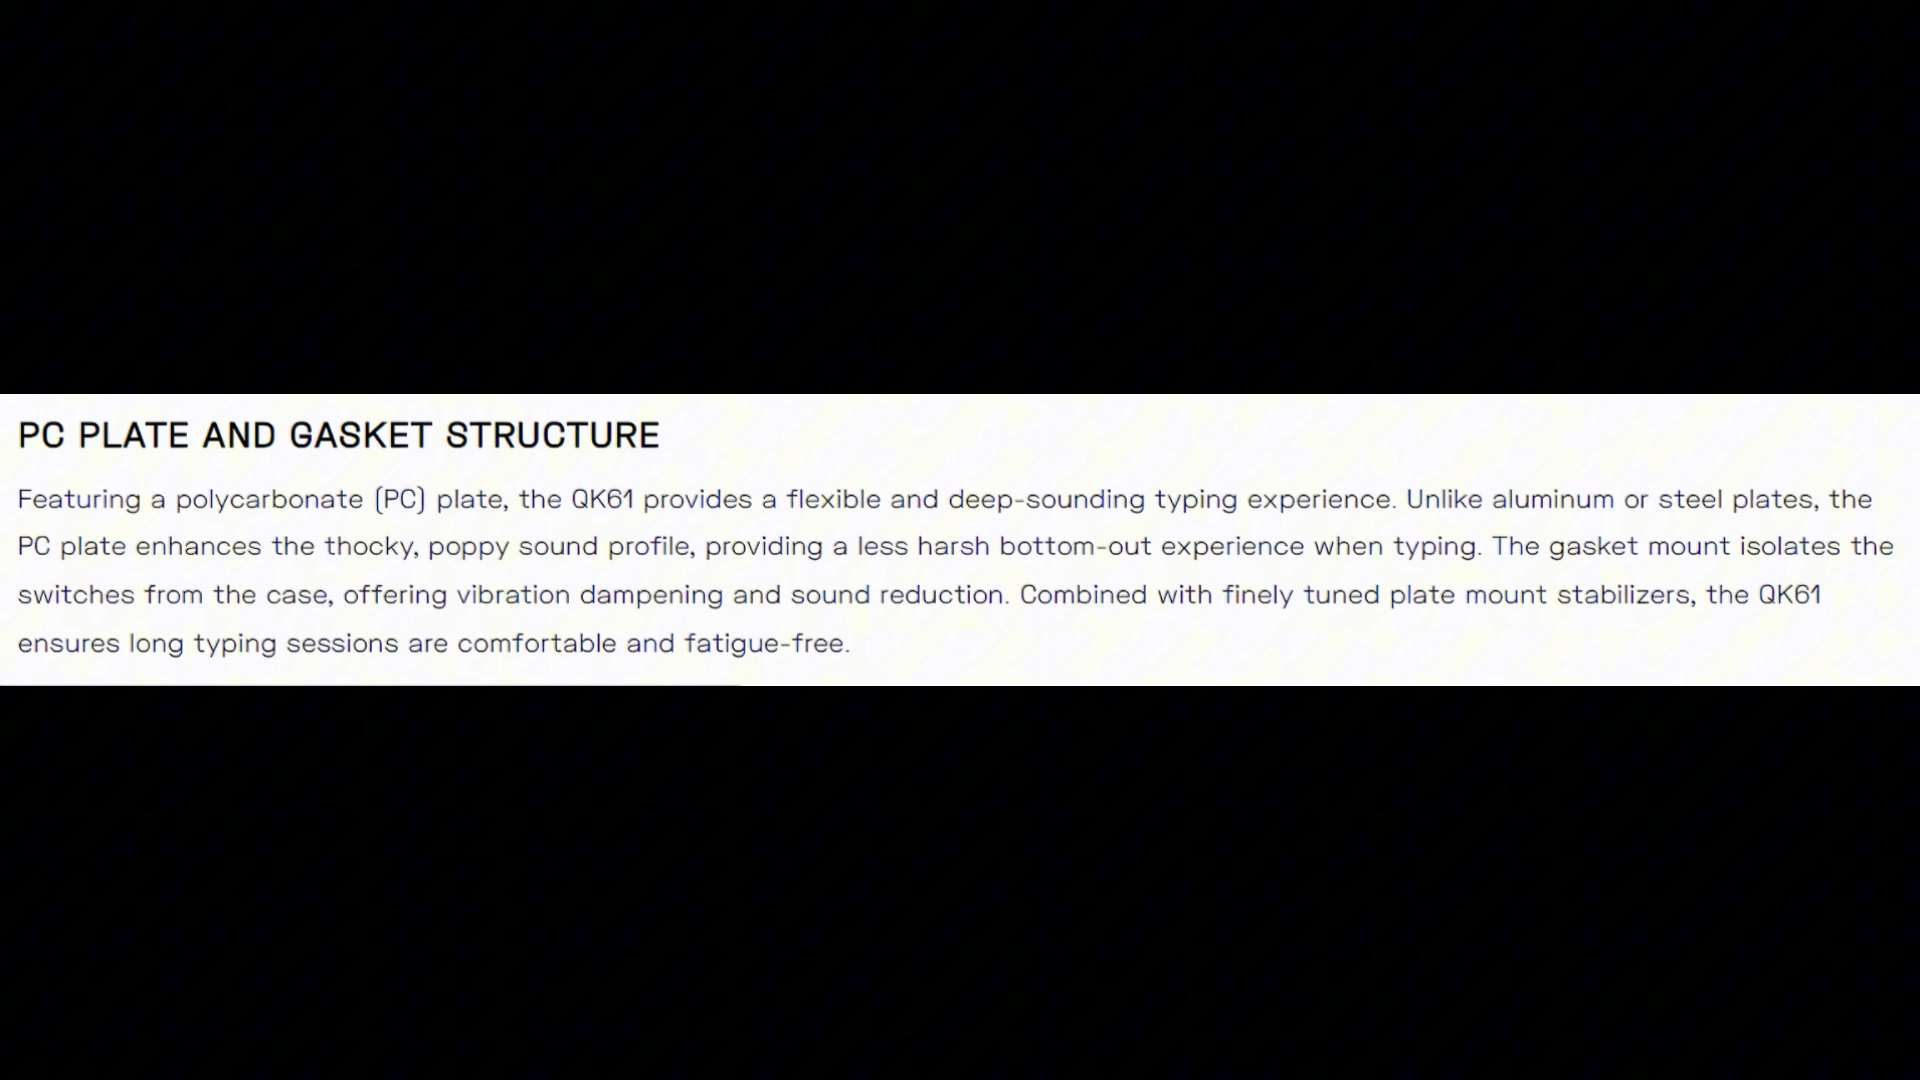 PC PLATE AND GASKET STRUCTURE
Featuring a polycarbonate (PC) plate, the QK61 provides a flexible and deep-sounding typing experience. Unlike aluminum or steel plates, the
PC plate enhances the thocky, poppy sound profile, providing a less harsh bottom-out experience when typing. The gasket mount isolates the
switches from the case, offering vibration dampening and sound reduction. Combined with finely tuned plate mount stabilizers, the QK61
ensures long typing sessions are comfortable and fatigue-free.